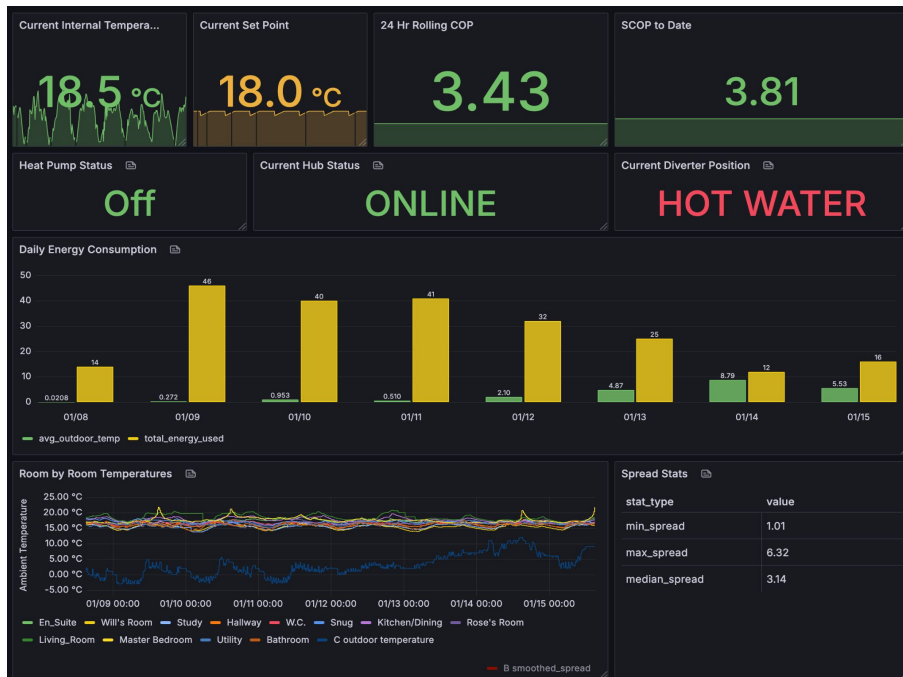 Current Internal Tempera...
Current Set Point
24 Hr Rolling COP
SCOP to Date
18.5 °C
18.0 °C
3.43
3.81
Heat Pump Status
Current Hub Status
Current Diverter Position
Off
ONLINE
HOT WATER
Daily Energy Consumption
50
40
30
20
10
0
0.0208
14
0.272
46
0.953
40
0.510
41
2.10
32
4.87
25
8.79
12
5.53
16
01/08
01/09
01/10
01/11
01/12
01/13
01/14
01/15
avg_outdoor_temp
total_energy_used
Room by Room Temperatures
Ambient Temperature
25.00 °C
20.00 °C
15.00 °C
10.00 °C
5.00 °C
0.00 °C
-5.00 °C
01/09 00:00
01/10 00:00
01/11 00:00
01/12 00:00
01/13 00:00
01/14 00:00
01/15 00:00
En_Suite
Will's Room
Study
Hallway
W.C.
Snug
Kitchen/Dining
Rose's Room
Living_Room
Master Bedroom
Utility
Bathroom
C outdoor temperature
B smoothed_spread
Spread Stats
stat_type value
min_spread 1.01
max_spread 6.32
median_spread 3.14